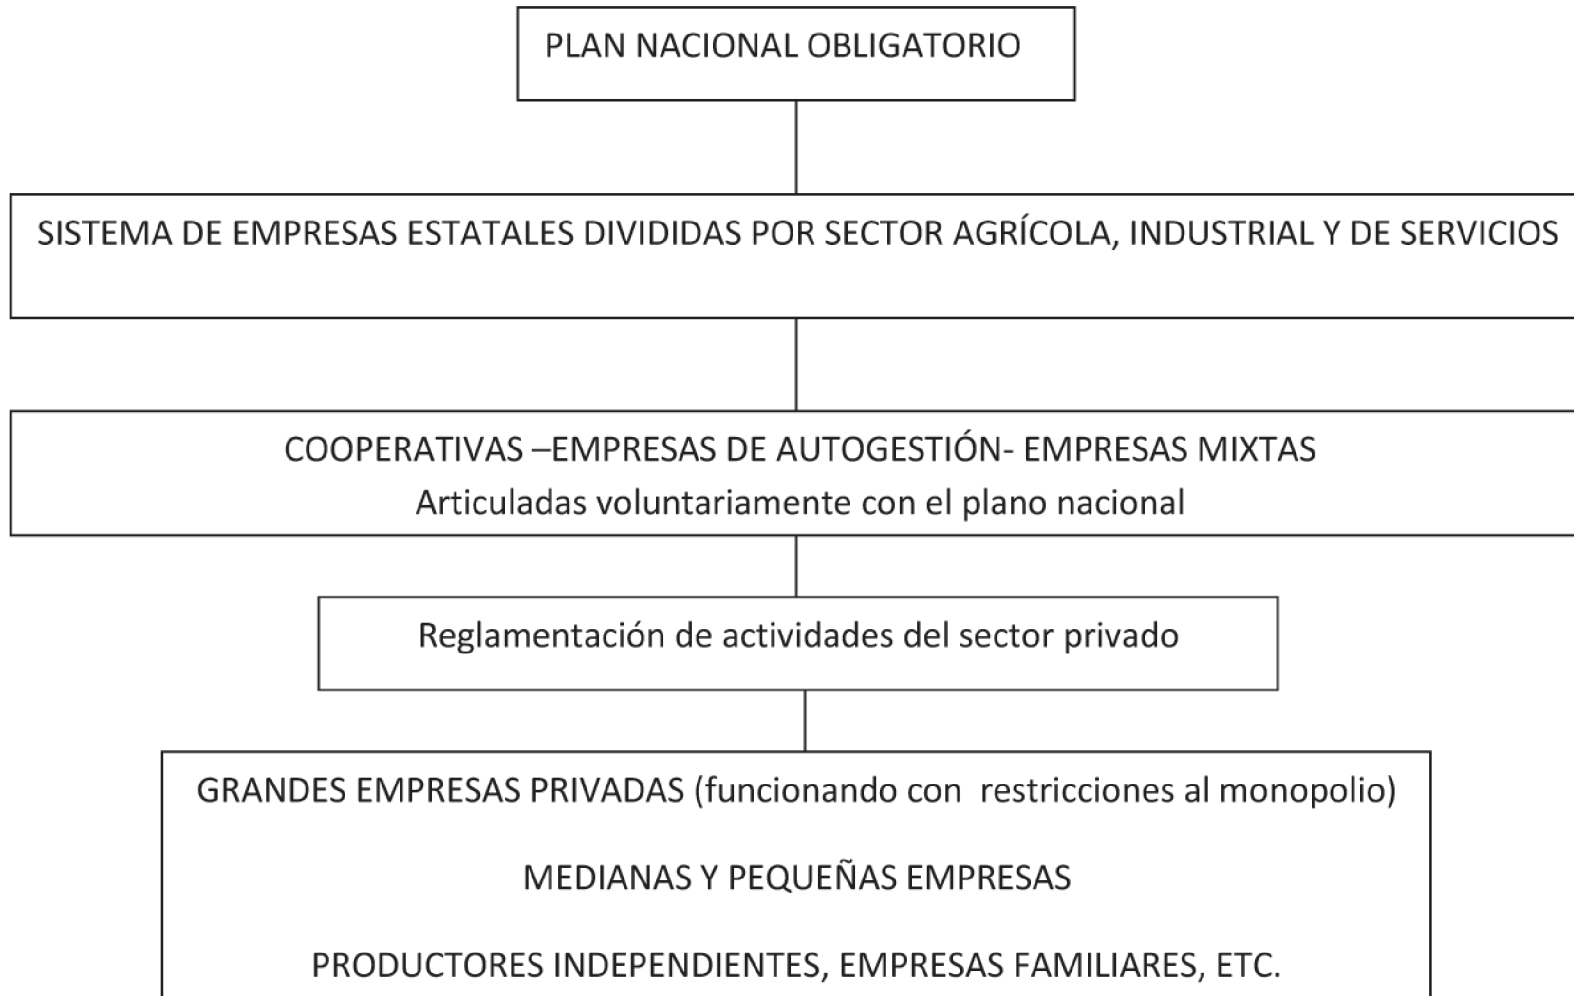 PLAN NACIONAL OBLIGATORIO
SISTEMA DE EMPRESAS ESTATALES DIVIDIDAS POR SECTOR AGRÍCOLA, INDUSTRIAL Y DE SERVICIOS
COOPERATIVAS –EMPRESAS DE AUTOGESTIÓN- EMPRESAS MIXTAS
Articuladas voluntariamente con el plano nacional
Reglamentación de actividades del sector privado
GRANDES EMPRESAS PRIVADAS (funcionando con restricciones al monopolio)
MEDIANAS Y PEQUEÑAS EMPRESAS
PRODUCTORES INDEPENDIENTES, EMPRESAS FAMILIARES, ETC.